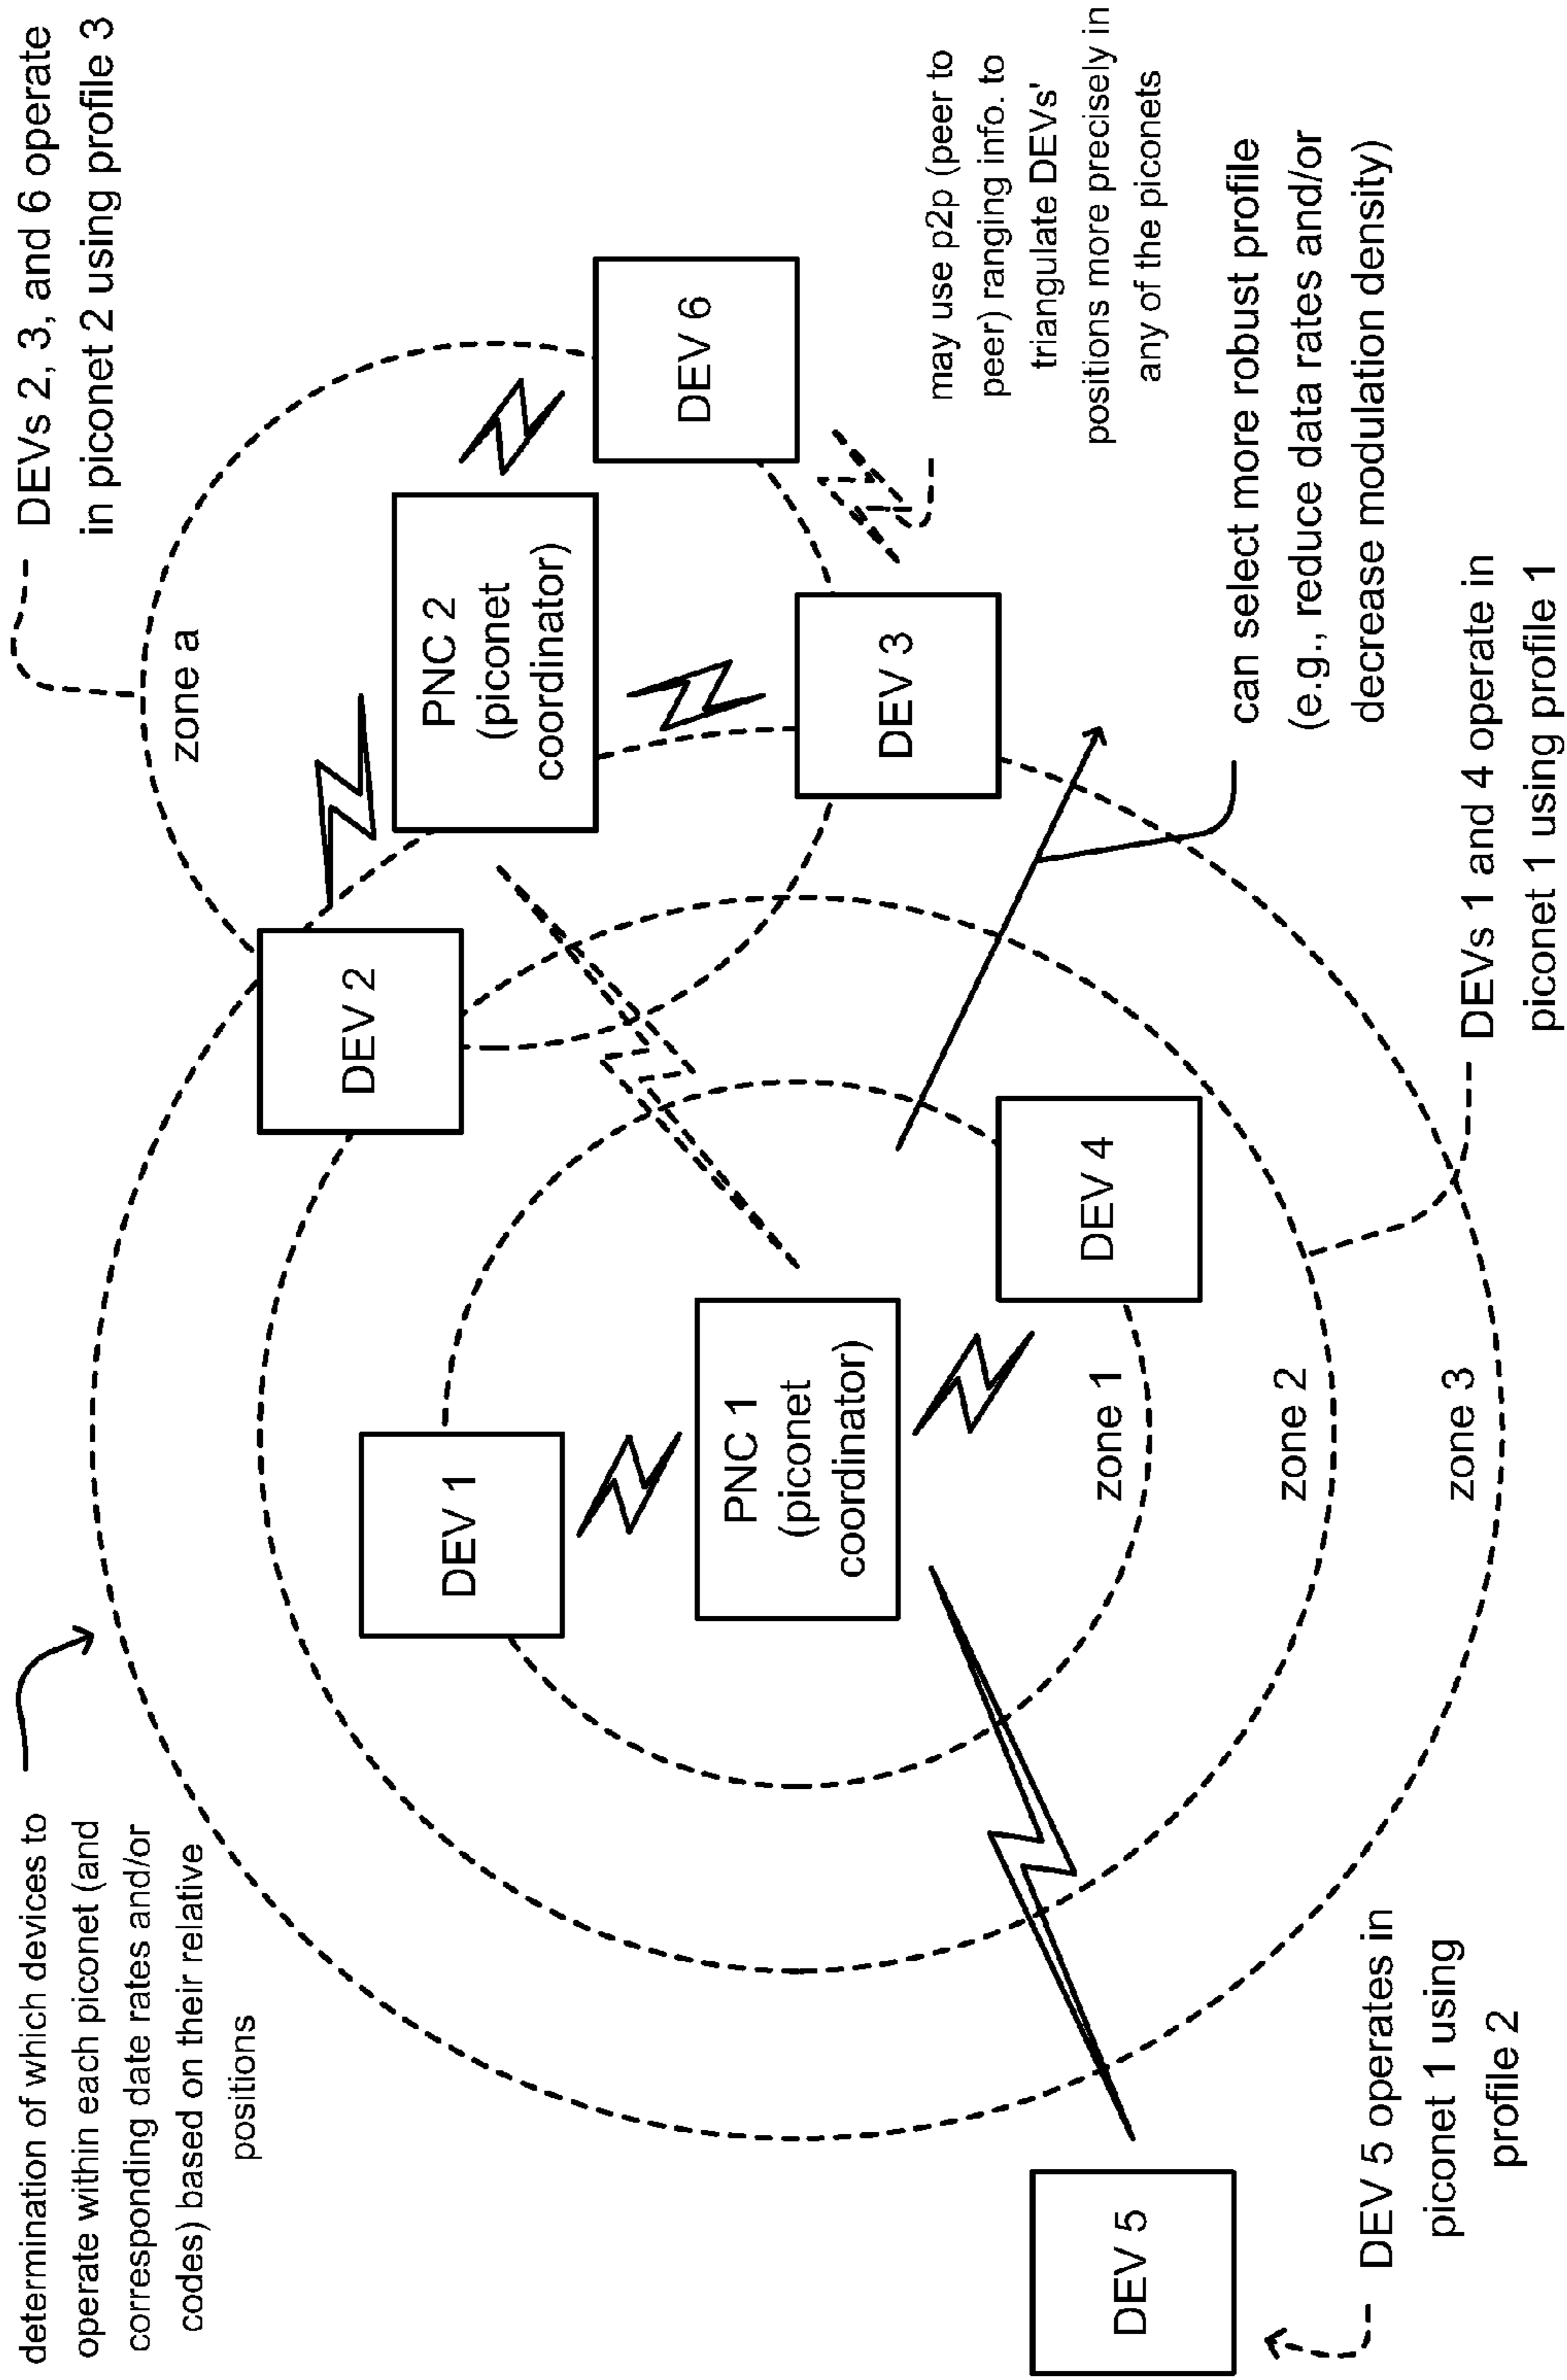 determination of which devices to
operate within each piconet (and
corresponding date rates and/or
codes) based on their relative
positions
DEVs 2, 3, and 6 operate
in piconet 2 using profile 3
zone a
DEV 2
PNC 2
(piconet
coordinator)
DEV 6
DEV 1
DEV 3
PNC 1
(piconet
coordinator)
DEV 4
may use p2p (peer to
peer) ranging info. to
triangulate DEVs'
positions more precisely in
any of the piconets
zone 1
zone 2
zone 3
can select more robust profile
(e.g., reduce data rates and/or
decrease modulation density)
DEV 5
DEV 5 operates in
piconet 1 using
profile 2
DEVs 1 and 4 operate in
piconet 1 using profile 1